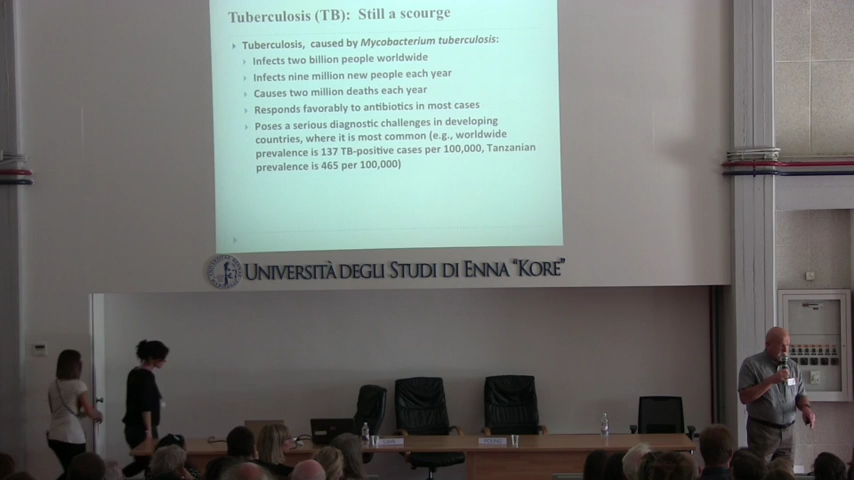 Tuberculosis (TB): Still a scourge
Tuberculosis, caused by Mycobacterium tuberculosis:
Infects two billion people worldwide
Infects nine million new people each year
Causes two million deaths each year
Responds favorably to antibiotics in most cases
Poses a serious diagnostic challenges in developing
countries, where it is most common (e.g., worldwide
prevalence is 137 TB-positive cases per 100,000, Tanzanian
prevalence is 465 per 100,000)
UNIVERSITÀ DEGLI STUDI DI ENNA "KORE"